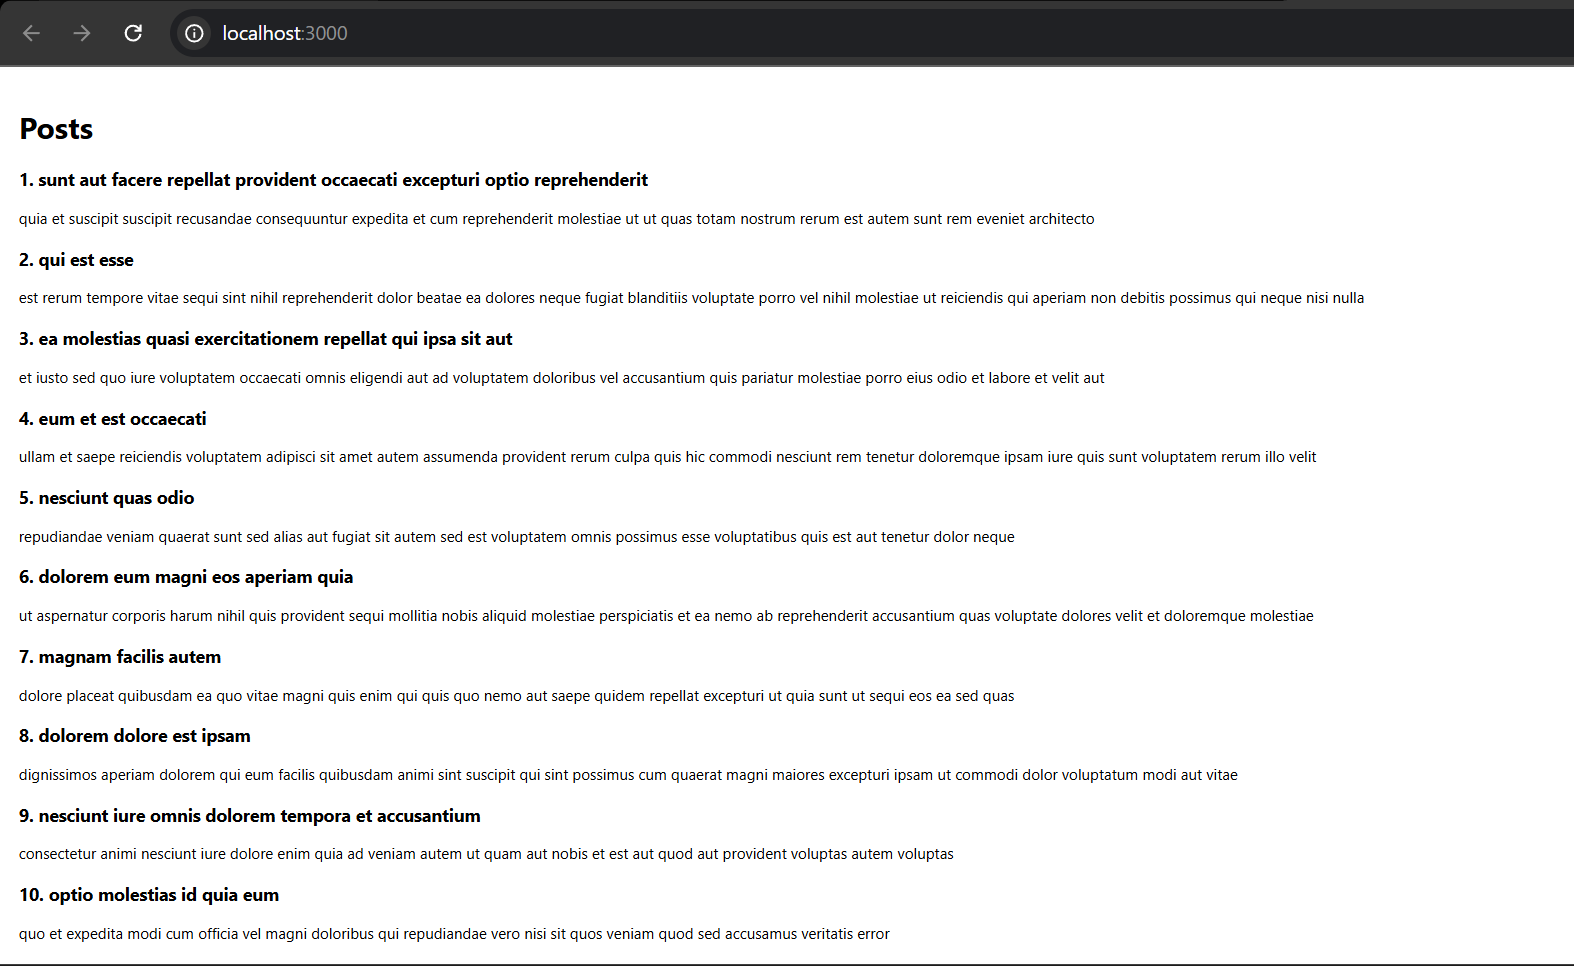 localhost:3000
Posts
1. sunt aut facere repellat provident occaecati excepturi optio reprehenderit
quia et suscipit suscipit recusandae consequuntur expedita et cum reprehenderit molestiae ut ut quas totam nostrum rerum est autem sunt rem eveniet architecto
2. qui est esse
est rerum tempore vitae sequi sint nihil reprehenderit dolor beatae ea dolores neque fugiat blanditiis voluptate porro vel nihil molestiae ut reiciendis qui aperiam non debitis possimus qui neque nisi nulla
3. ea molestias quasi exercitationem repellat qui ipsa sit aut
et iusto sed quo iure voluptatem occaecati omnis eligendi aut ad voluptatem doloribus vel accusantium quis pariatur molestiae porro eius odio et labore et velit aut
4. eum et est occaecati
ullam et saepe reiciendis voluptatem adipisci sit amet autem assumenda provident rerum culpa quis hic commodi nesciunt rem tenetur doloremque ipsam iure quis sunt voluptatem rerum illo velit
5. nesciunt quas odio
repudiandae veniam quaerat sunt sed alias aut fugiat sit autem sed est voluptatem omnis possimus esse voluptatibus quis est aut tenetur dolor neque
6. dolorem eum magni eos aperiam quia
ut aspernatur corporis harum nihil quis provident sequi mollitia nobis aliquid molestiae perspiciatis et ea nemo ab reprehenderit accusantium quas voluptate dolores velit et doloremque molestiae
7. magnam facilis autem
dolore placeat quibusdam ea quo vitae magni quis enim qui quis quo nemo aut saepe quidem repellat excepturi ut quia sunt ut sequi eos ea sed quas
8. dolorem dolore est ipsam
dignissimos aperiam dolorem qui eum facilis quibusdam animi sint suscipit qui sint possimus cum quaerat magni maiores excepturi ipsam ut commodi dolor voluptatum modi aut vitae
9. nesciunt iure omnis dolorem tempora et accusantium
consectetur animi nesciunt iure dolore enim quia ad veniam autem ut quam aut nobis et est aut quod aut provident voluptas autem voluptas
10. optio molestias id quia eum
quo et expedita modi cum officia vel magni doloribus qui repudiandae vero nisi sit quos veniam quod sed accusamus veritatis error